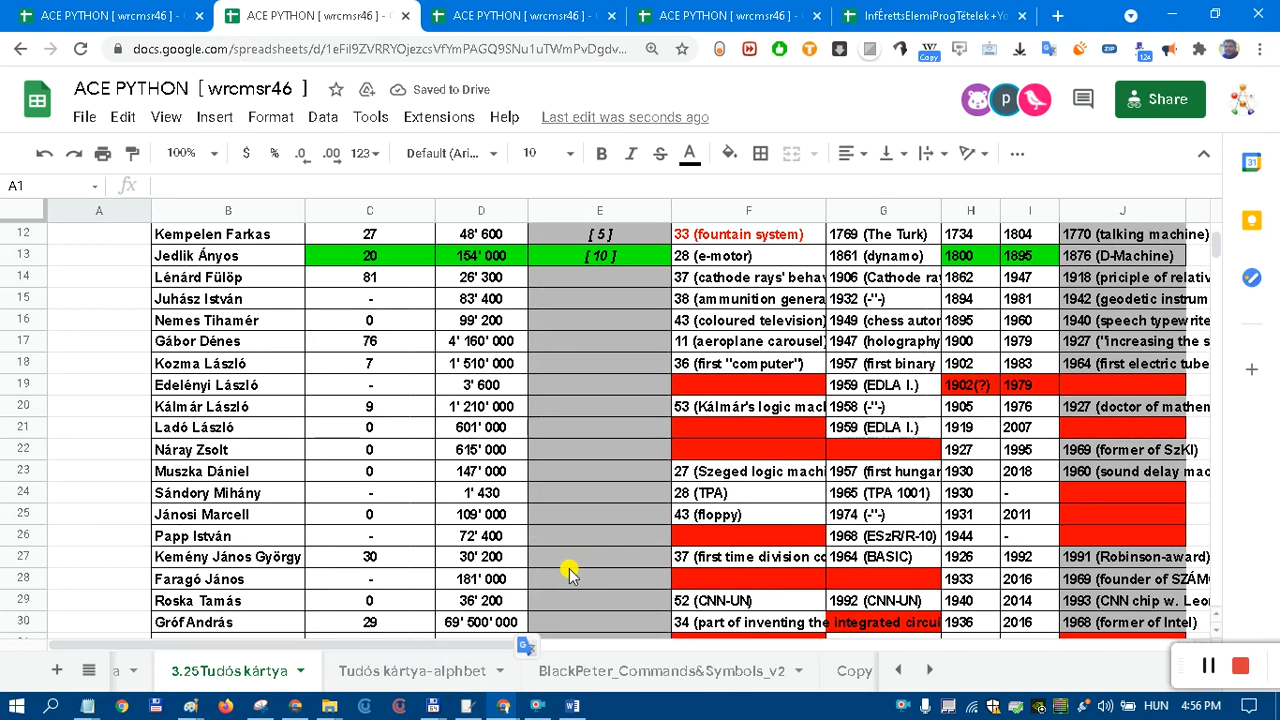 ACE PYTHON [ wrcmsr46 ] - G
ACE PYTHON [ wrcmsr46 ] - G
ACE PYTHON [ wrcmsr46 ] - G
ACE PYTHON [ wrcmsr46 ] - G
InfÉrettsElemiProgTételek+Yo
docs.google.com/spreadsheets/d/1eFiI9ZVRRYOjezcsVfYmPAGQ9SNu1uTWmPvDgdv...
Copy
124
ACE PYTHON [ wrcmsr46 ]
Saved to Drive
File Edit View Insert Format Data Tools Extensions Help Last edit was seconds ago
Share
100% $ % .0 .00 123 Default (Ari... 10 B I S A
A1 fx
A B C D E F G H I J
12 Kempelen Farkas 27 48' 600 [ 5 ] 33 (fountain system) 1769 (The Turk) 1734 1804 1770 (talking machine)
13 Jedlik Ányos 20 154' 000 [ 10 ] 28 (e-motor) 1861 (dynamo) 1800 1895 1876 (D-Machine)
14 Lénárd Fülöp 81 26' 300 37 (cathode rays' behav 1906 (Cathode ra 1862 1947 1918 (priciple of relativ
15 Juhász István - 83' 400 38 (ammunition genera 1932 (-"-) 1894 1981 1942 (geodetic instrum
16 Nemes Tihamér 0 99' 200 43 (coloured television) 1949 (chess autor 1895 1960 1940 (speech typewrite
17 Gábor Dénes 76 4' 160' 000 11 (aeroplane carousel) 1947 (holography 1900 1979 1927 ("increasing the s
18 Kozma László 7 1' 510' 000 36 (first "computer") 1957 (first binary 1902 1983 1964 (first electric tube
19 Edelényi László - 3' 600 1959 (EDLA I.) 1902(?) 1979
20 Kálmár László 9 1' 210' 000 53 (Kálmár's logic mac 1958 (-"-) 1905 1976 1927 (doctor of mathem
21 Ladó László 0 601' 000 1959 (EDLA I.) 1919 2007
22 Náray Zsolt 0 615' 000 1927 1995 1969 (former of SzKI)
23 Muszka Dániel 0 147' 000 27 (Szeged logic machi 1957 (first hungar 1930 2018 1960 (sound delay mac
24 Sándory Mihány - 1' 430 28 (TPA) 1965 (TPA 1001) 1930 -
25 Jánosi Marcell 0 109' 000 43 (floppy) 1974 (-"-) 1931 2011
26 Papp István - 72' 400 1968 (ESzR/R-10) 1944 -
27 Kemény János György 30 30' 200 37 (first time division co 1964 (BASIC) 1926 1992 1991 (Robinson-award)
28 Faragó János - 181' 000 1933 2016 1969 (founder of SZÁM
29 Roska Tamás 0 36' 200 52 (CNN-UN) 1992 (CNN-UN) 1940 2014 1993 (CNN chip w. Leor
30 Gróf András 29 69' 500' 000 34 (part of inventing the integrated circui 1936 2016 1968 (former of Intel)
a 3.25Tudós kártya Tudós kártya-alphbet BlackPeter_Commands&Symbols_v2 Copy
HUN 4:56 PM